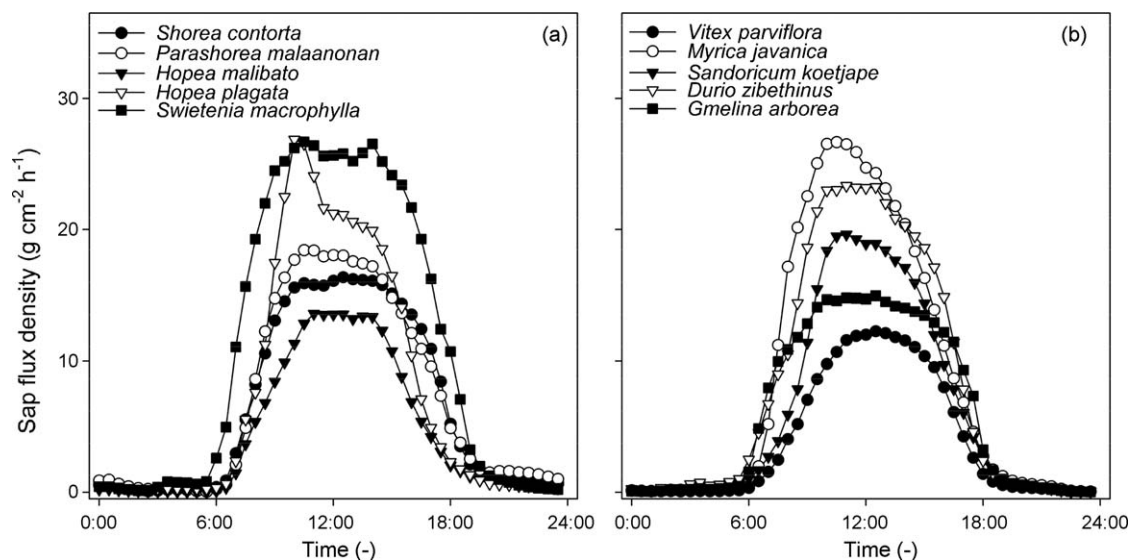 (a)
Shorea contorta
Parashorea malaanonan
Hopea malibato
Hopea plagata
Swietenia macrophylla
(b)
Vitex parviflora
Myrica javanica
Sandoricum koetjape
Durio zibethinus
Gmelina arborea
Sap flux density (g cm⁻² h⁻¹)
30
20
10
0
0:00 6:00 12:00 18:00 24:00
0:00 6:00 12:00 18:00 24:00
Time (-)
Time (-)